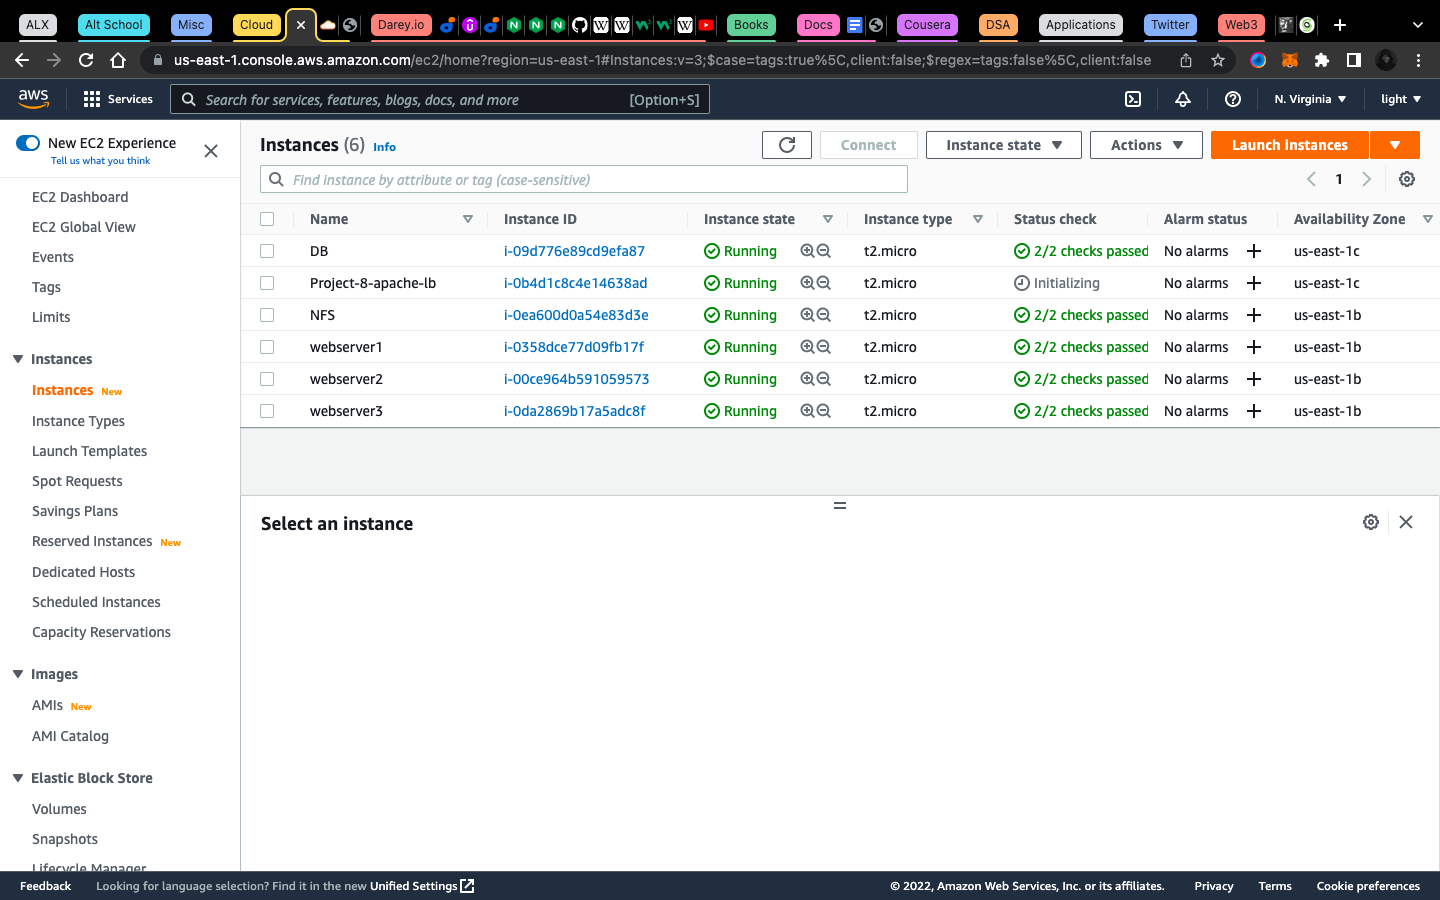 ALX Alt School Misc Cloud Darey.io Books Docs Cousera DSA Applications Twitter Web3
us-east-1.console.aws.amazon.com/ec2/home?region=us-east-1#Instances:v=3;$case=tags:true%5C,client:false;$regex=tags:false%5C,client:false
aws Services Search for services, features, blogs, docs, and more [Option+S] N. Virginia light
New EC2 Experience
Tell us what you think
EC2 Dashboard
EC2 Global View
Events
Tags
Limits
Instances
Instances New
Instance Types
Launch Templates
Spot Requests
Savings Plans
Reserved Instances New
Dedicated Hosts
Scheduled Instances
Capacity Reservations
Images
AMIs New
AMI Catalog
Elastic Block Store
Volumes
Snapshots
Lifecycle Manager
Instances (6) Info Connect Instance state Actions Launch instances
Find instance by attribute or tag (case-sensitive) 1
Name Instance ID Instance state Instance type Status check Alarm status Availability Zone
DB i-09d776e89cd9efa87 Running t2.micro 2/2 checks passed No alarms us-east-1c
Project-8-apache-lb i-0b4d1c8c4e14638ad Running t2.micro Initializing No alarms us-east-1c
NFS i-0ea600d0a54e83d3e Running t2.micro 2/2 checks passed No alarms us-east-1b
webserver1 i-0358dce77d09fb17f Running t2.micro 2/2 checks passed No alarms us-east-1b
webserver2 i-00ce964b591059573 Running t2.micro 2/2 checks passed No alarms us-east-1b
webserver3 i-0da2869b17a5adc8f Running t2.micro 2/2 checks passed No alarms us-east-1b
Select an instance
Feedback Looking for language selection? Find it in the new Unified Settings © 2022, Amazon Web Services, Inc. or its affiliates. Privacy Terms Cookie preferences